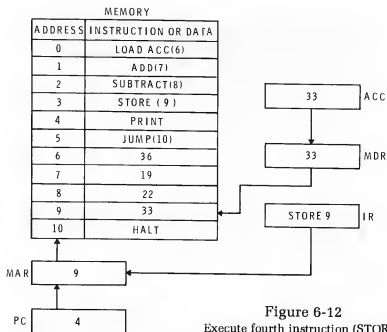 MEMORY
ADDRESS INSTRUCTION OR DATA
0 LOAD ACC(6)
1 ADD(7)
2 SUBTRACT(8)
3 STORE (9)
4 PRINT
5 JUMP(10)
6 36
7 19
8 22
9 33
10 HALT
33 ACC
33 MDR
STORE 9 IR
MAR 9
PC 4
Figure 6-12
Execute fourth instruction (STOR